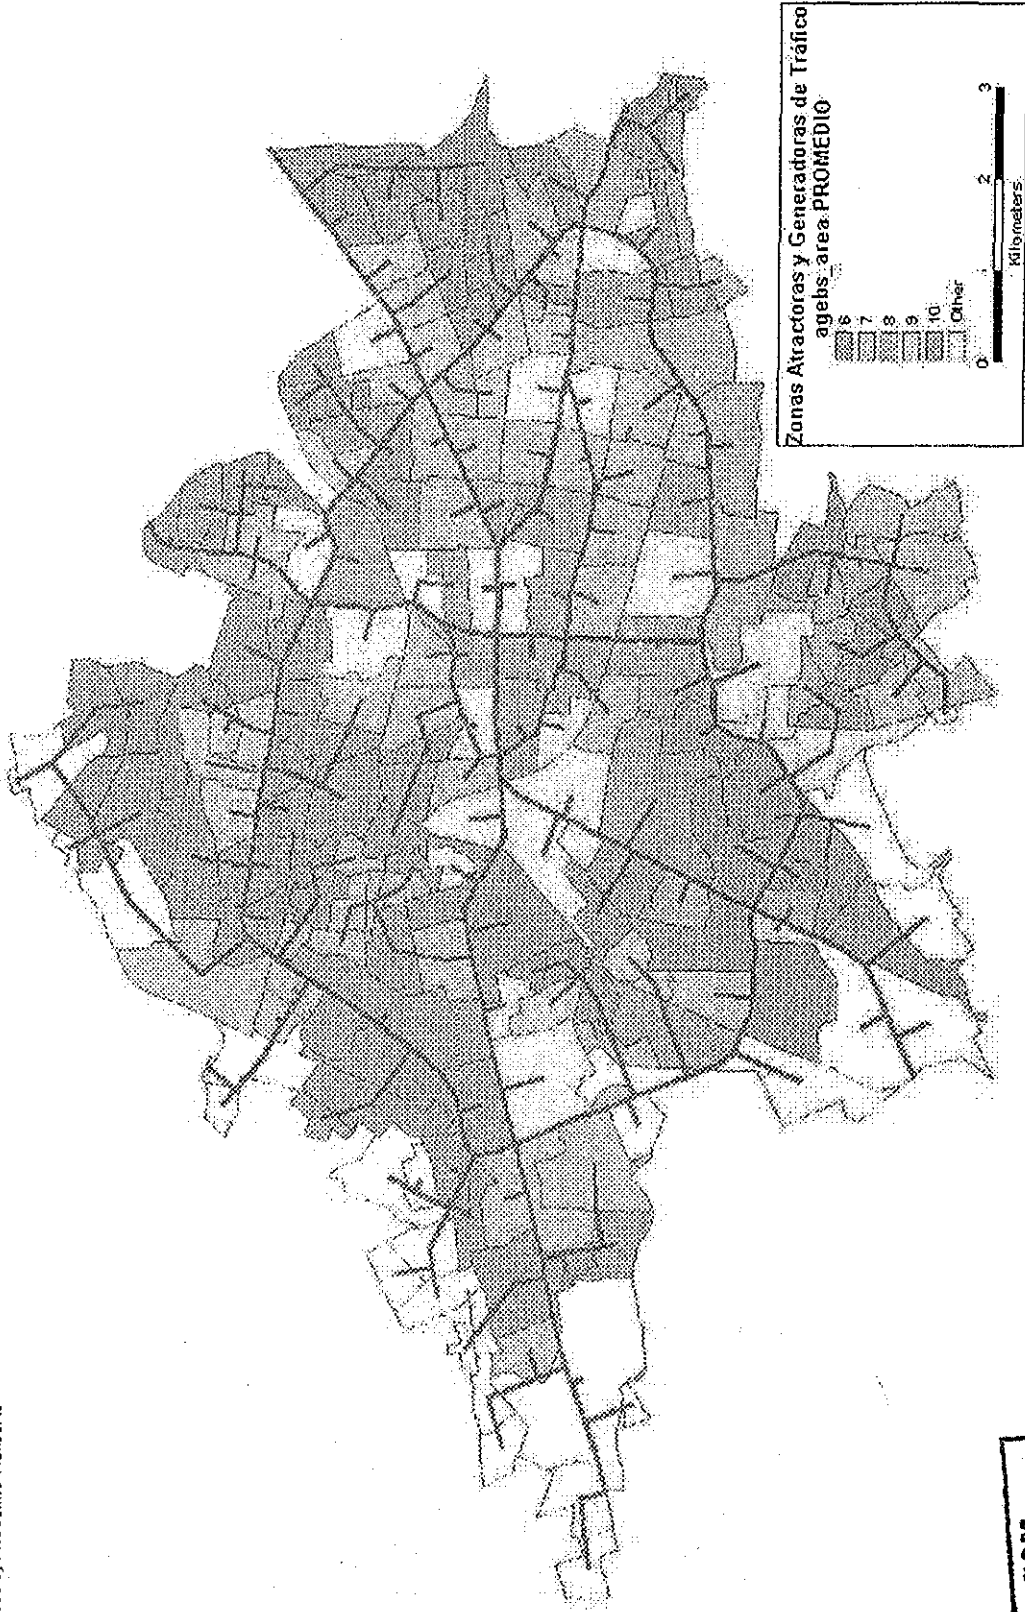 Zonas Atractoras y Generadoras de Tráfico
agebs_area PROMEDIO
6
7
8
9
10
Other
0 1 2 3
Kilometers